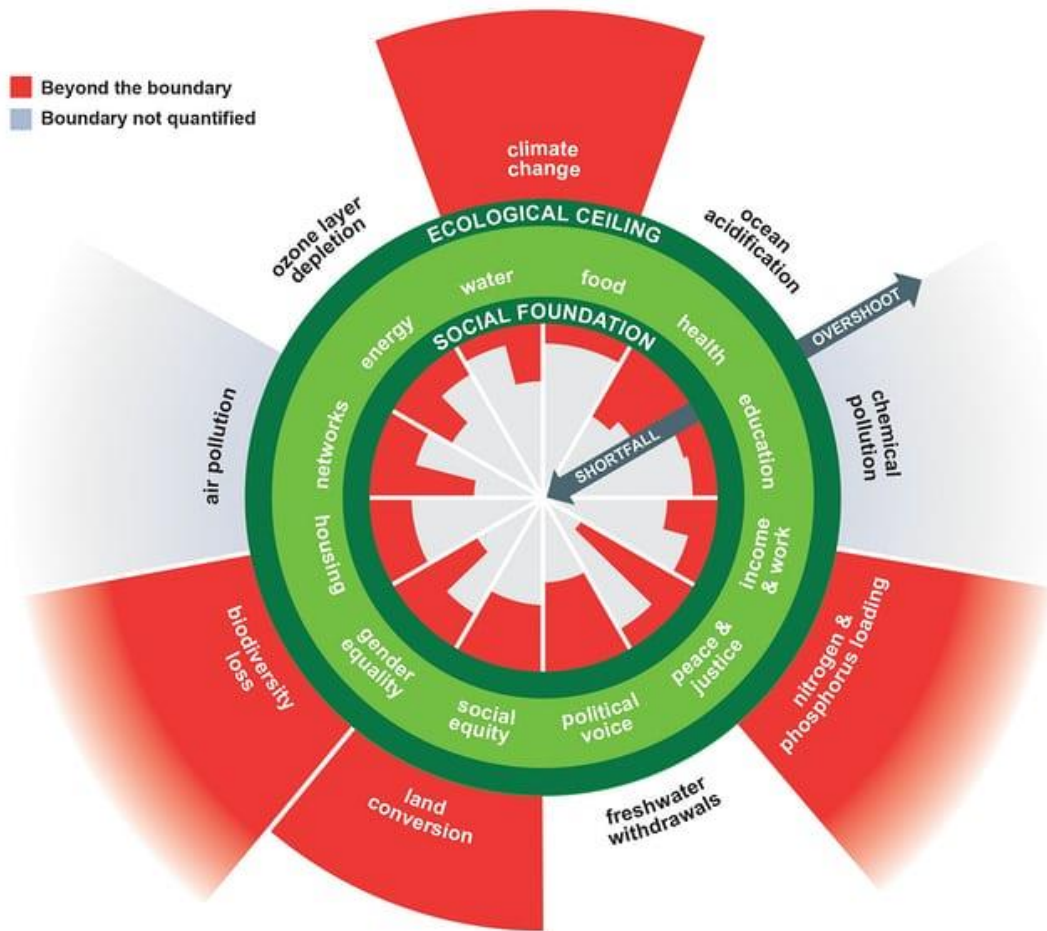 Beyond the boundary
Boundary not quantified
climate
change
ozone layer
depletion
ocean
acidification
ECOLOGICAL CEILING
water
food
energy
health
SOCIAL FOUNDATION
OVERSHOOT
SHORTFALL
networks
education
air pollution
chemical
pollution
housing
income
& work
biodiversity
loss
gender
equality
peace &
justice
nitrogen &
phosphorus loading
social
equity
political
voice
land
conversion
freshwater
withdrawals